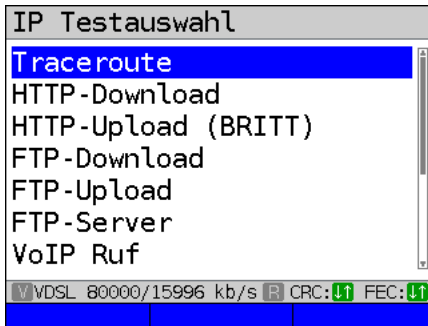 IP Testauswahl
Traceroute
HTTP-Download
HTTP-Upload (BRITT)
FTP-Download
FTP-Upload
FTP-Server
VoIP Ruf
V VDSL 80000/15996 kb/s R CRC:↓↑ FEC:↓↑